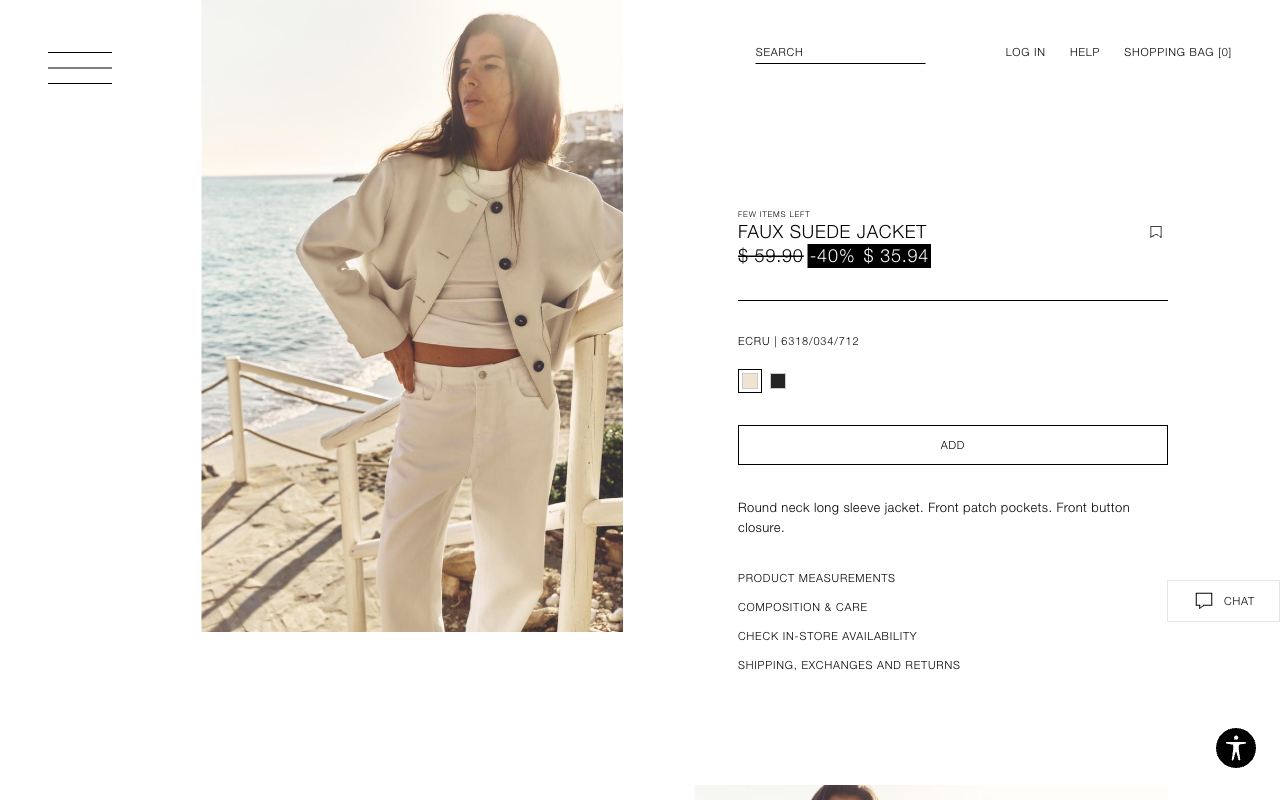 SEARCH
LOG IN
HELP
SHOPPING BAG [0]
FEW ITEMS LEFT
FAUX SUEDE JACKET
$ 59.90 -40% $ 35.94
ECRU | 6318/034/712
ADD
Round neck long sleeve jacket. Front patch pockets. Front button
closure.
PRODUCT MEASUREMENTS
COMPOSITION & CARE
CHECK IN-STORE AVAILABILITY
SHIPPING, EXCHANGES AND RETURNS
CHAT